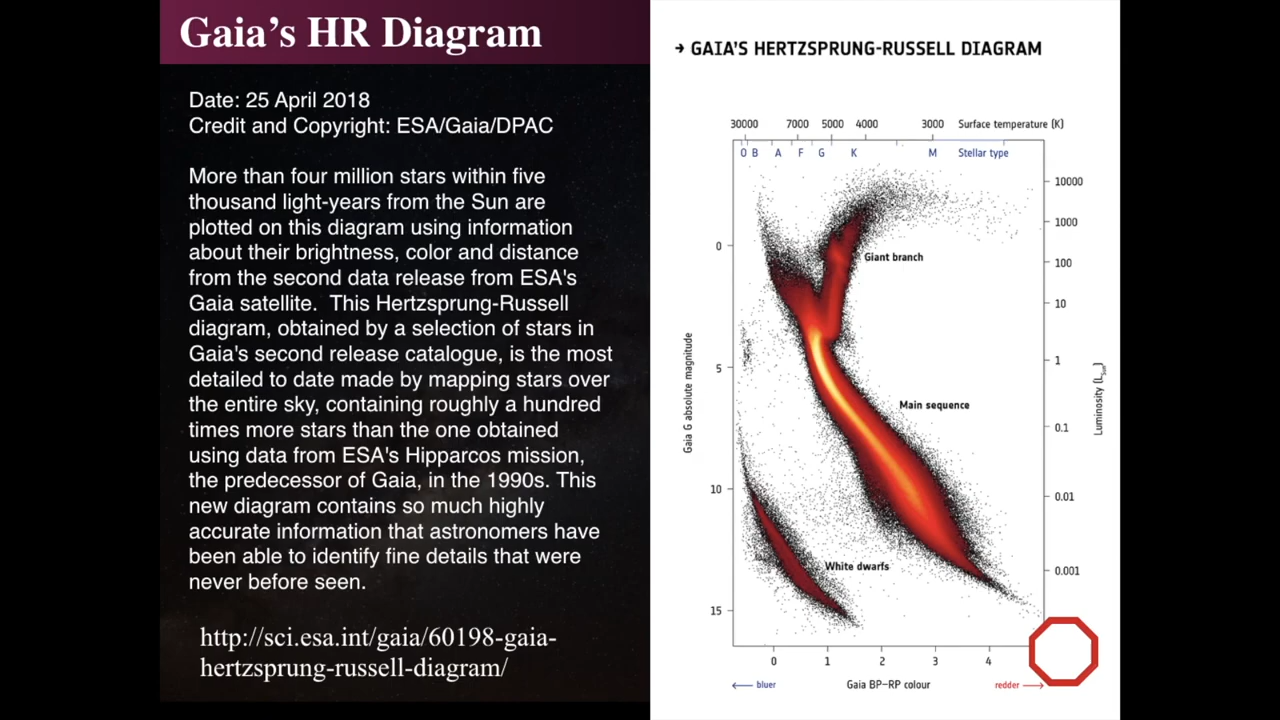 Gaia's HR Diagram
Date: 25 April 2018
Credit and Copyright: ESA/Gaia/DPAC
More than four million stars within five
thousand light-years from the Sun are
plotted on this diagram using information
about their brightness, color and distance
from the second data release from ESA's
Gaia satellite.  This Hertzsprung-Russell
diagram, obtained by a selection of stars in
Gaia's second release catalogue, is the most
detailed to date made by mapping stars over
the entire sky, containing roughly a hundred
times more stars than the one obtained
using data from ESA's Hipparcos mission,
the predecessor of Gaia, in the 1990s. This
new diagram contains so much highly
accurate information that astronomers have
been able to identify fine details that were
never before seen.
http://sci.esa.int/gaia/60198-gaia-
hertzsprung-russell-diagram/
→ GAIA'S HERTZSPRUNG-RUSSELL DIAGRAM
30000 7000 5000 4000 3000 Surface temperature (K)
O B A F G K M Stellar type
10000
1000
0
Giant branch
100
10
1
5
Main sequence
0.1
10
0.01
White dwarfs
0.001
15
Gaia G absolute magnitude
Luminosity (LSun)
0 1 2 3 4
← bluer Gaia BP–RP colour redder →